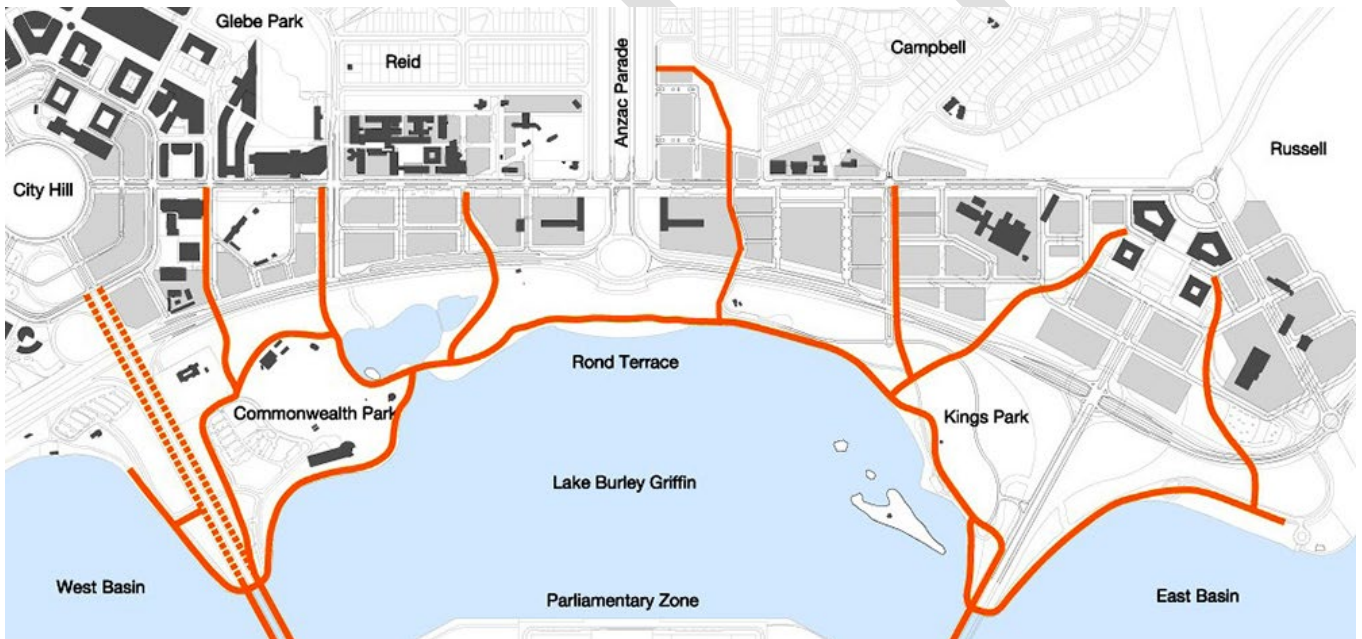 Glebe Park
Reid
Anzac Parade
Campbell
Russell
City Hill
Rond Terrace
Commonwealth Park
Kings Park
Lake Burley Griffin
West Basin
Parliamentary Zone
East Basin